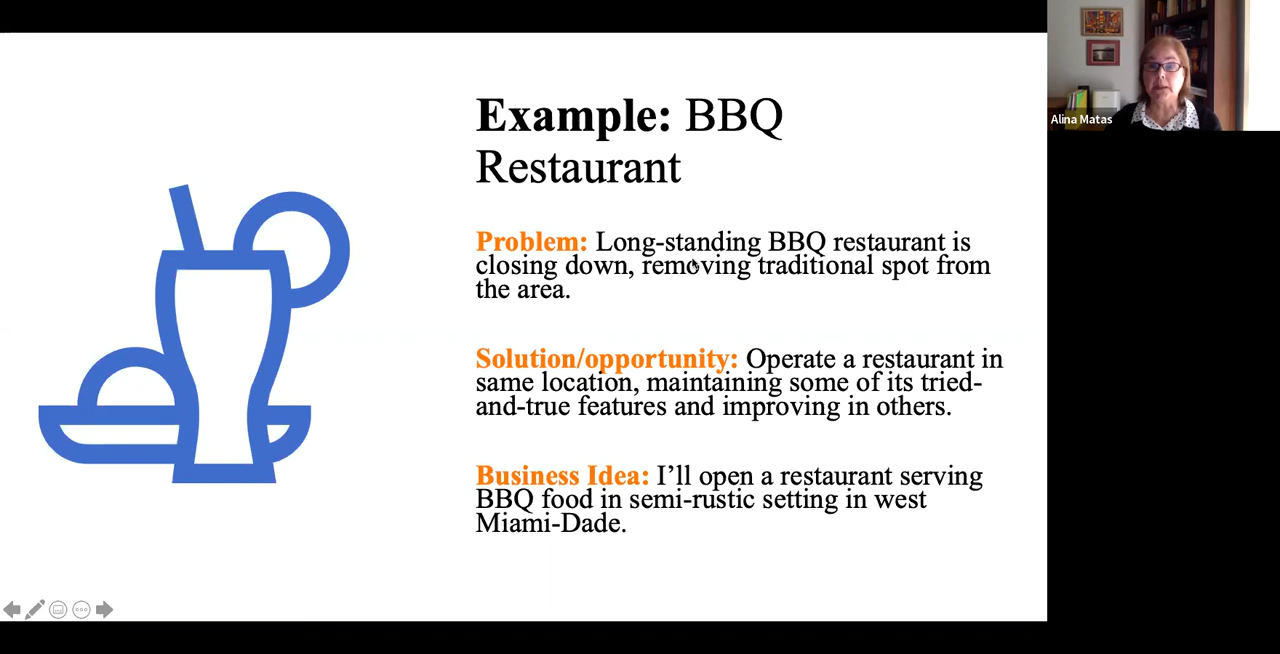 Example: BBQ
Restaurant
Problem: Long-standing BBQ restaurant is
closing down, removing traditional spot from
the area.
Solution/opportunity: Operate a restaurant in
same location, maintaining some of its tried-
and-true features and improving in others.
Business Idea: I’ll open a restaurant serving
BBQ food in semi-rustic setting in west
Miami-Dade.
Alina Matas